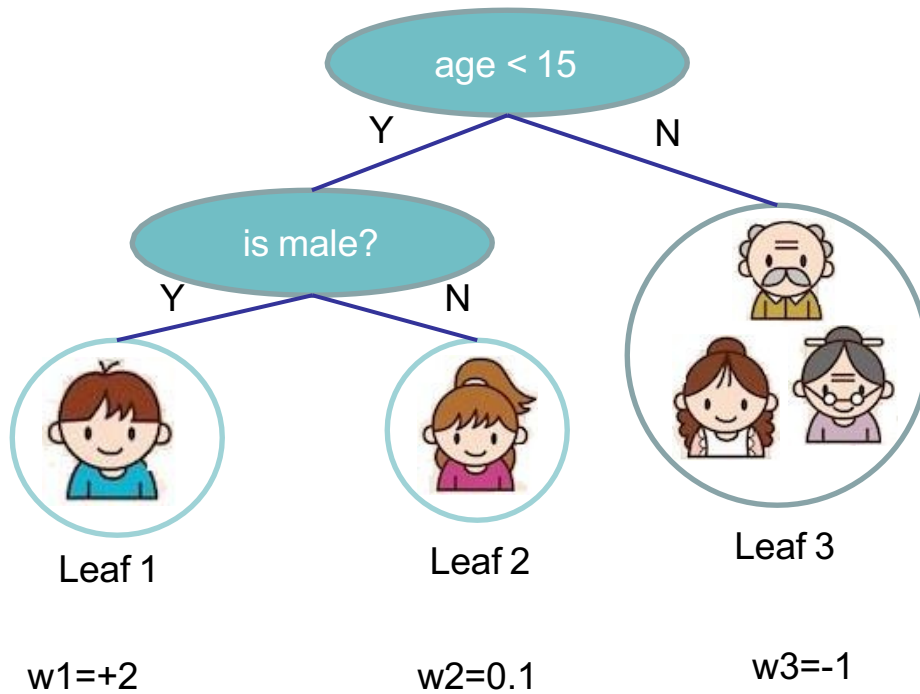 age < 15
Y
N
is male?
Y
N
Leaf 1
Leaf 2
Leaf 3
w1=+2
w2=0.1
w3=-1